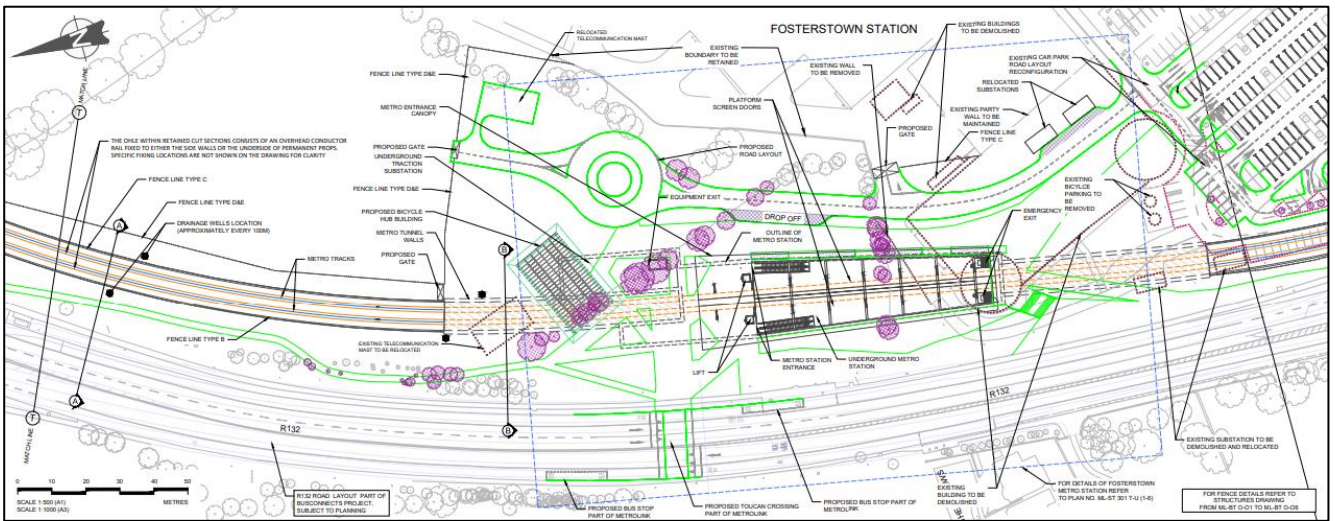 FOSTERSTOWN STATION
RELOCATED
TELECOMMUNICATION MAST
EXISTING
BOUNDARY TO BE
RETAINED
EXISTING BUILDINGS
TO BE DEMOLISHED
EXISTING WALL
TO BE REMOVED
EXISTING CAR PARK
ROAD LAYOUT
RECONFIGURATION
RELOCATED
SUBSTATIONS
FENCE LINE TYPE D&E
METRO ENTRANCE
CANOPY
PLATFORM
SCREEN DOORS
EXISTING PARTY
WALL TO BE
MAINTAINED
FENCE LINE
TYPE C
PROPOSED
GATE
MATCH LINE
T
THE OHLE WITHIN RETAINED CUT SECTIONS CONSISTS OF AN OVERHEAD CONDUCTOR
RAIL FIXED TO EITHER THE SIDE WALLS OR THE UNDERSIDE OF PERMANENT PROPS.
SPECIFIC FIXING LOCATIONS ARE NOT SHOWN ON THE DRAWING FOR CLARITY
PROPOSED GATE
UNDERGROUND
TRACTION
SUBSTATION
PROPOSED
ROAD LAYOUT
FENCE LINE TYPE C
FENCE LINE TYPE D&E
FENCE LINE TYPE D&E
EQUIPMENT EXIT
EXISTING
BICYLCE
PARKING TO
BE
REMOVED
DRAINAGE WELLS LOCATION
(APPROXIMATELY EVERY 100M)
A
PROPOSED BICYCLE
HUB BUILDING
DROP OFF
EMERGENCY
EXIT
METRO TUNNEL
WALLS
OUTLINE OF
METRO STATION
B
METRO TRACKS
PROPOSED
GATE
FENCE LINE TYPE B
EXISTING TELECOMMUNICATION
MAST TO BE RELOCATED
LIFT
METRO STATION
ENTRANCE
UNDERGROUND METRO
STATION
A
T
MATCH LINE
R132
B
R132
EXISTING SUBSTATION TO BE
DEMOLISHED AND RELOCATED
0 10 20 30 40 50
SCALE 1:500 (A1) METRES
SCALE 1:1000 (A3)
R132 ROAD LAYOUT PART OF
BUSCONNECTS PROJECT,
SUBJECT TO PLANNING
PROPOSED BUS STOP
PART OF METROLINK
PROPOSED TOUCAN CROSSING
PART OF METROLINK
PROPOSED BUS STOP PART OF
METROLINK
EXISTING
BUILDING TO BE
DEMOLISHED
FOR DETAILS OF FOSTERSTOWN
METRO STATION REFER
TO PLAN NO. ML-ST 301 T-U (1-6)
FOR FENCE DETAILS REFER TO
STRUCTURES DRAWING
FROM ML-BT O-O1 TO ML-BT O-O6